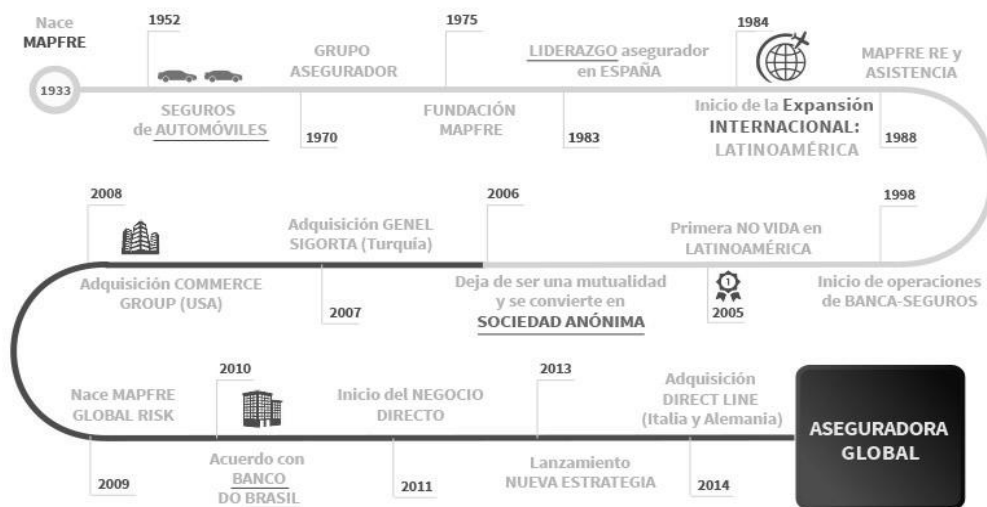 Nace
MAPFRE
1933
1952
SEGUROS
de AUTOMÓVILES
GRUPO
ASEGURADOR
1970
1975
FUNDACIÓN
MAPFRE
LIDERAZGO asegurador
en ESPAÑA
1983
1984
Inicio de la Expansión
INTERNACIONAL:
LATINOAMÉRICA
MAPFRE RE y
ASISTENCIA
1988
1998
Inicio de operaciones
de BANCA-SEGUROS
Primera NO VIDA en
LATINOAMÉRICA
1
2005
2006
Deja de ser una mutualidad
y se convierte en
SOCIEDAD ANÓNIMA
Adquisición GENEL
SIGORTA (Turquía)
2007
2008
Adquisición COMMERCE
GROUP (USA)
Nace MAPFRE
GLOBAL RISK
2009
2010
Acuerdo con
BANCO
DO BRASIL
Inicio del NEGOCIO
DIRECTO
2011
2013
Lanzamiento
NUEVA ESTRATEGIA
Adquisición
DIRECT LINE
(Italia y Alemania)
2014
ASEGURADORA
GLOBAL